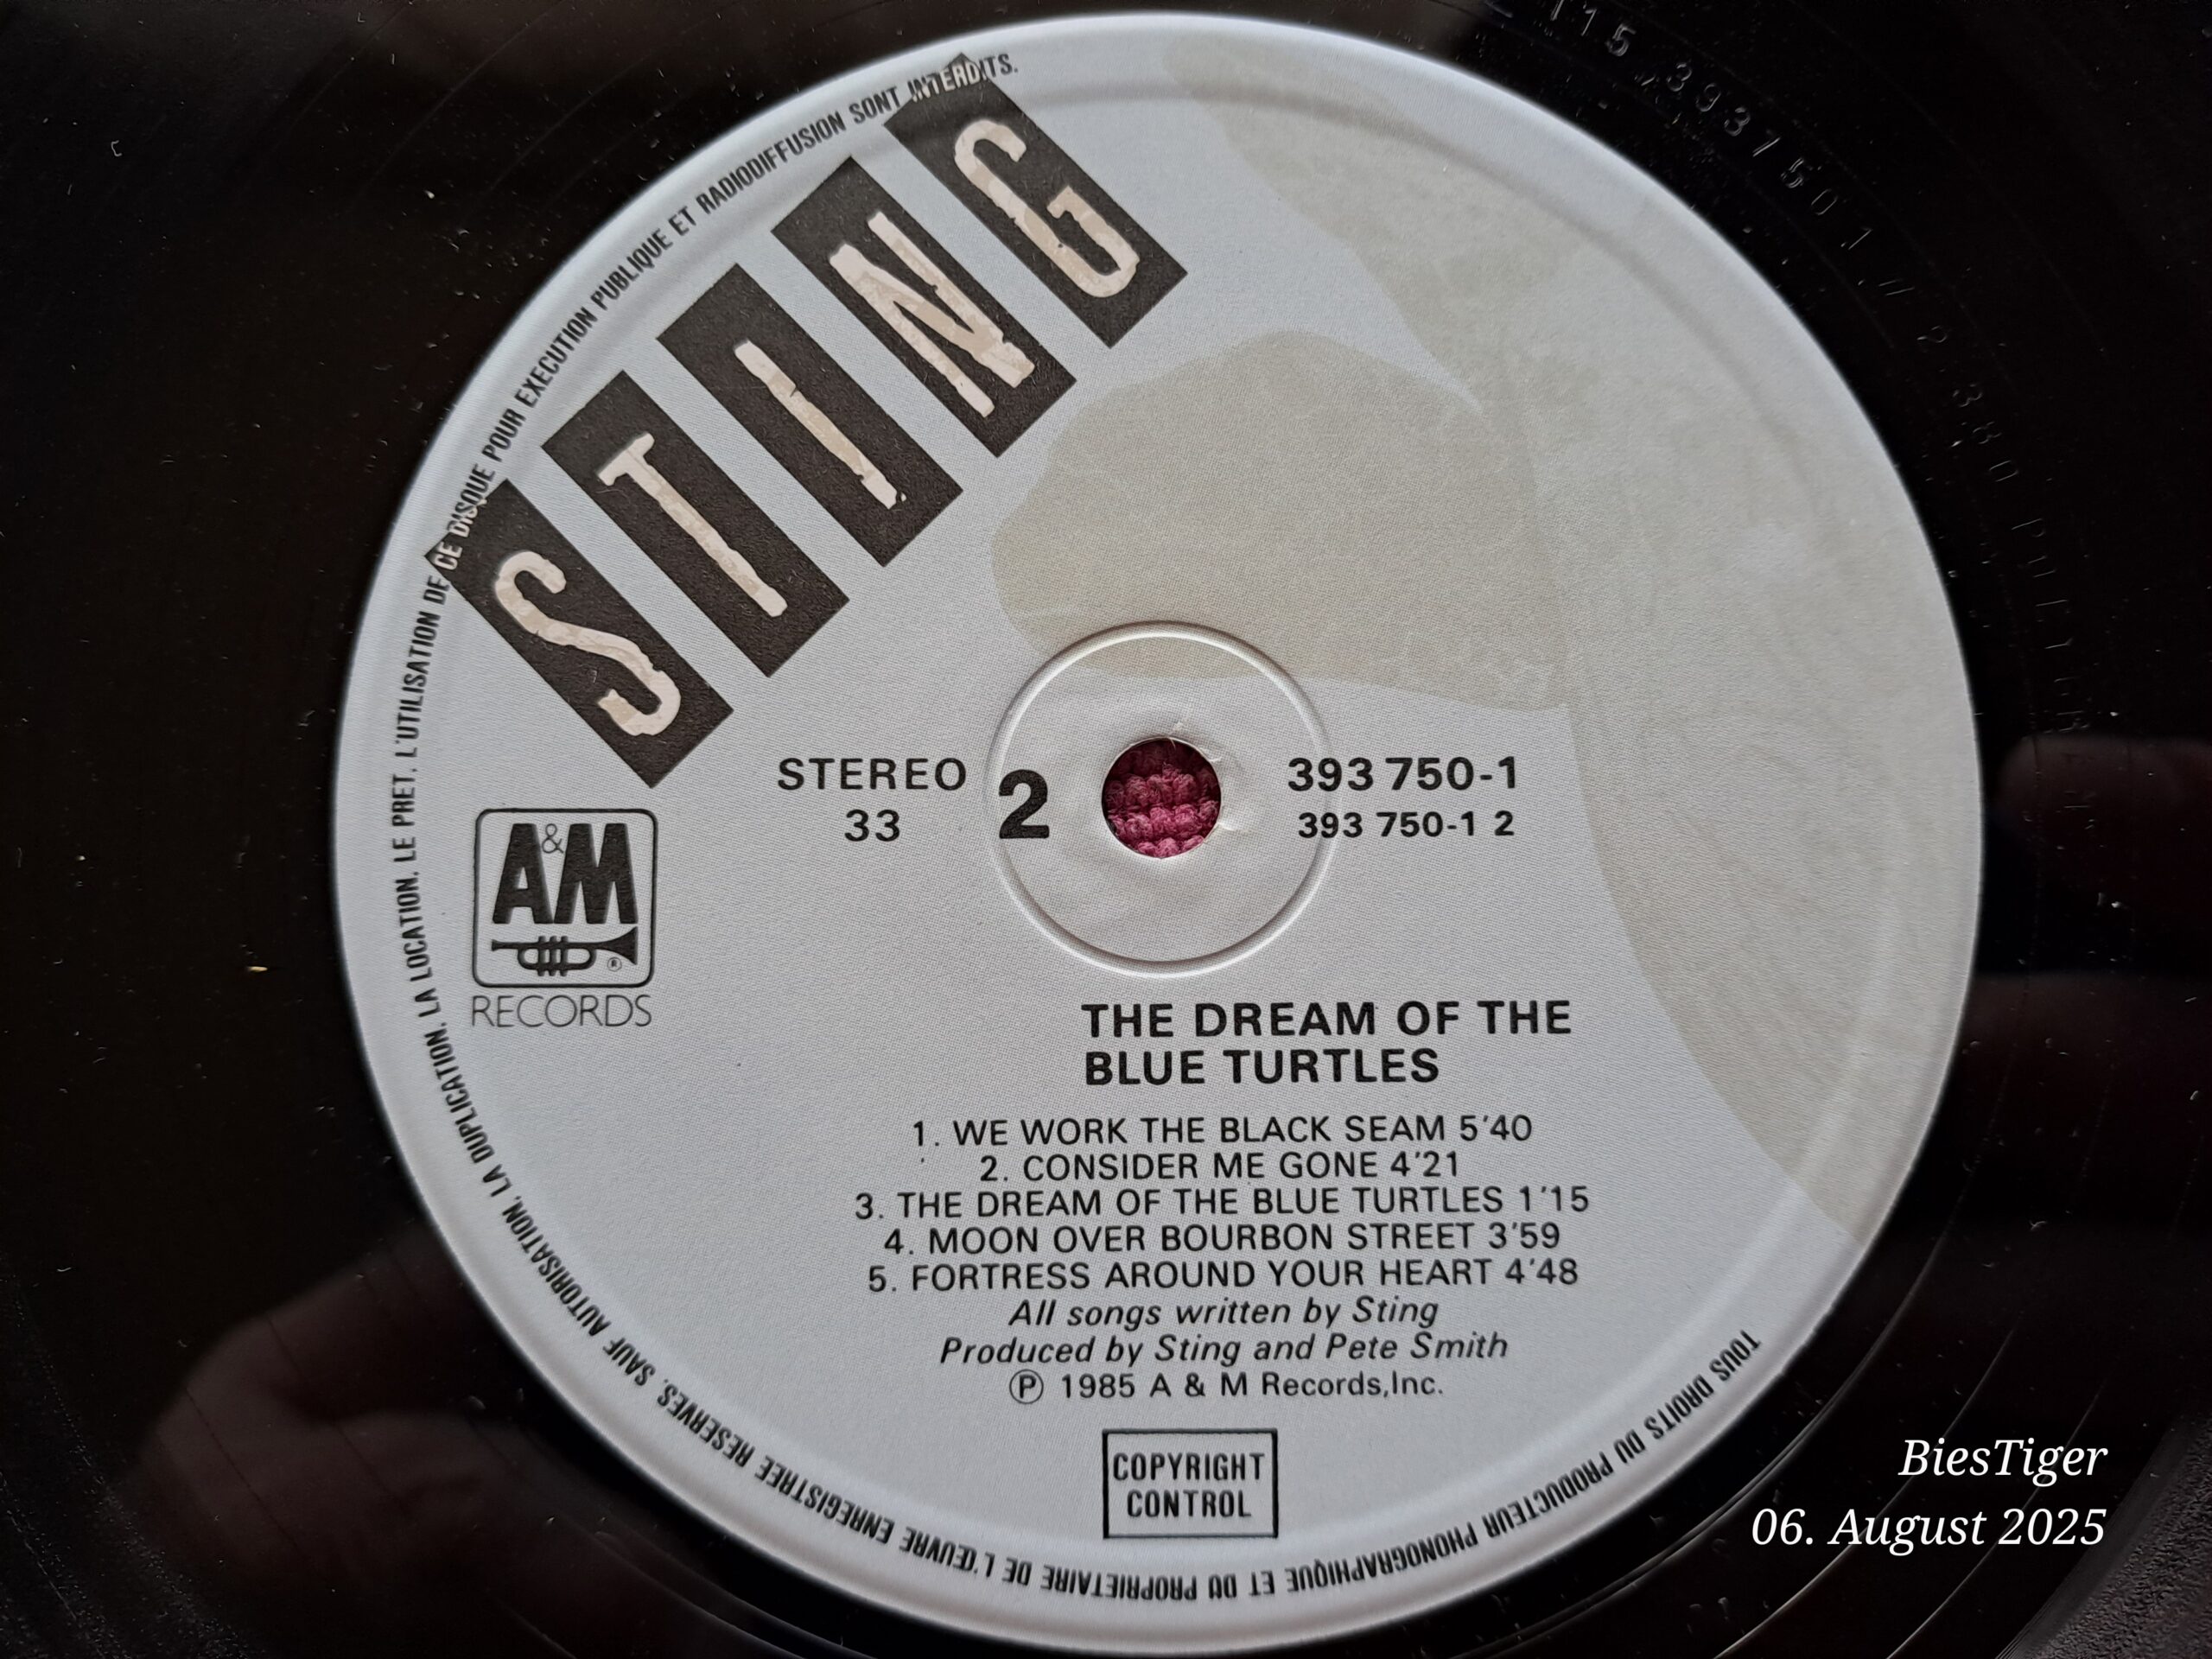 STING
STEREO
33
2
393 750-1
393 750-1 2
A&M
®
RECORDS
THE DREAM OF THE
BLUE TURTLES
1. WE WORK THE BLACK SEAM 5'40
2. CONSIDER ME GONE 4'21
3. THE DREAM OF THE BLUE TURTLES 1'15
4. MOON OVER BOURBON STREET 3'59
5. FORTRESS AROUND YOUR HEART 4'48
All songs written by Sting
Produced by Sting and Pete Smith
Ⓟ 1985 A & M Records,Inc.
COPYRIGHT
CONTROL
TOUS DROITS DU PRODUCTEUR PHONOGRAPHIQUE ET DU PROPRIETAIRE DE L'ŒUVRE ENREGISTREE RESERVES. SAUF AUTORISATION. LA DUPLICATION. LA LOCATION. LE PRET. L'UTILISATION DE CE DISQUE POUR EXECUTION PUBLIQUE ET RADIODIFFUSION SONT INTERDITS.
BiesTiger
06. August 2025